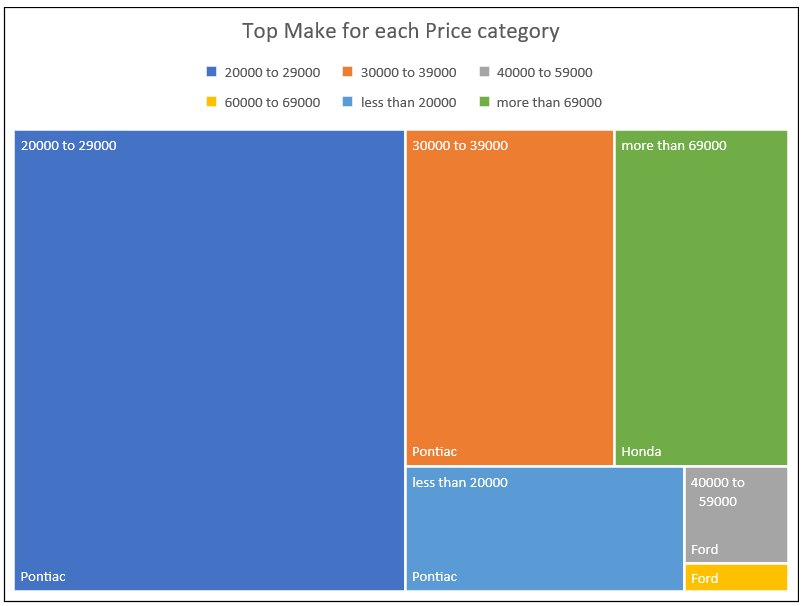 Top Make for each Price category
20000 to 29000
30000 to 39000
40000 to 59000
60000 to 69000
less than 20000
more than 69000
20000 to 29000
Pontiac
30000 to 39000
Pontiac
more than 69000
Honda
less than 20000
Pontiac
40000 to
59000
Ford
Ford